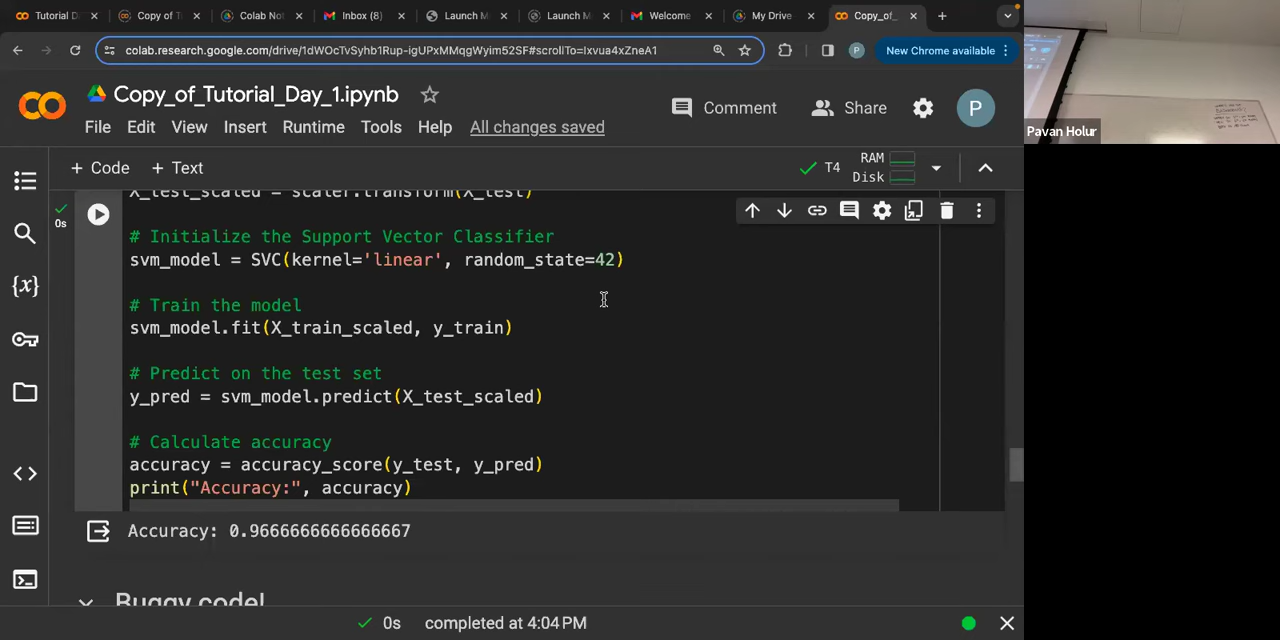 Tutorial D
Copy of T
Colab Not
Inbox (8)
Launch M
Launch M
Welcome
My Drive
Copy_of_
colab.research.google.com/drive/1dWOcTvSyhb1Rup-igUPxMMqgWyim52SF#scrollTo=Ixvua4xZneA1
P
New Chrome available
Copy_of_Tutorial_Day_1.ipynb
Comment
Share
P
File Edit View Insert Runtime Tools Help All changes saved
+ Code + Text
T4
RAM
Disk
X_test_scaled = scaler.transform(X_test)
0s
# Initialize the Support Vector Classifier
svm_model = SVC(kernel='linear', random_state=42)
# Train the model
svm_model.fit(X_train_scaled, y_train)
# Predict on the test set
y_pred = svm_model.predict(X_test_scaled)
# Calculate accuracy
accuracy = accuracy_score(y_test, y_pred)
print("Accuracy:", accuracy)
Accuracy: 0.9666666666666667
Buggy code!
0s completed at 4:04 PM
Pavan Holur